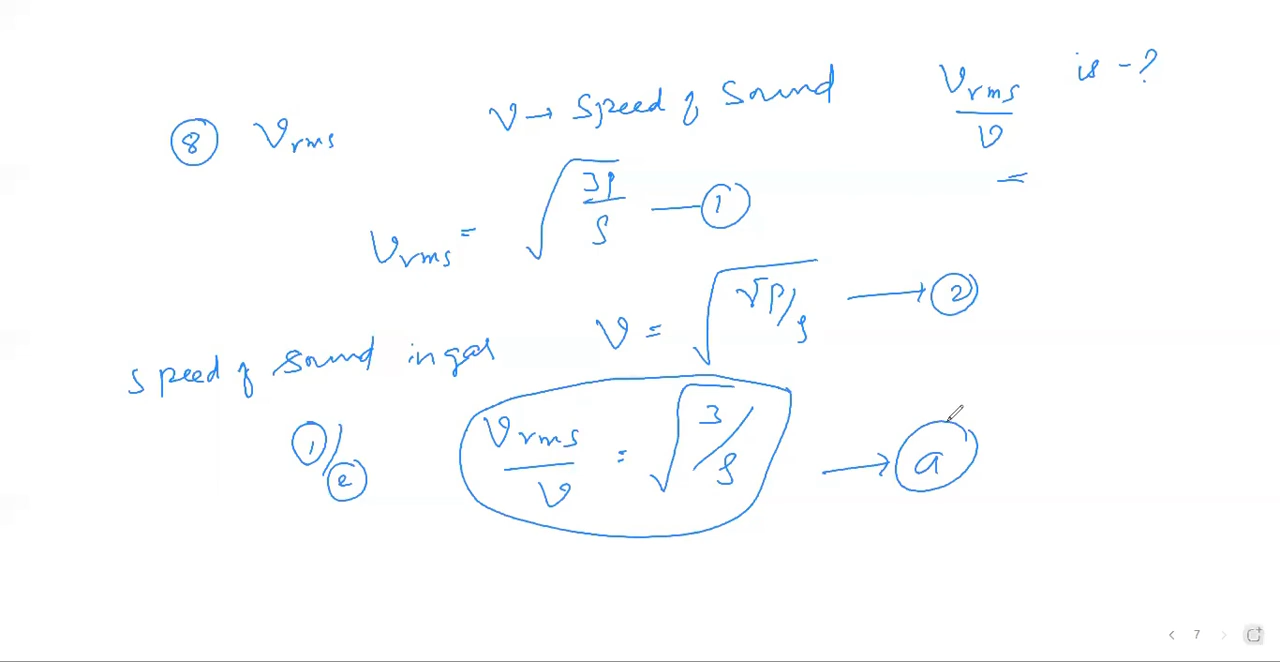 ⑧ Vrms V → Speed of Sound Vrms/V is - ?
=
Vrms = √(3P/ρ) — ①
V = √(γP/ρ) → ②
Speed of Sound in gas
①/② Vrms/V = √(3/ρ) → ⓐ
7